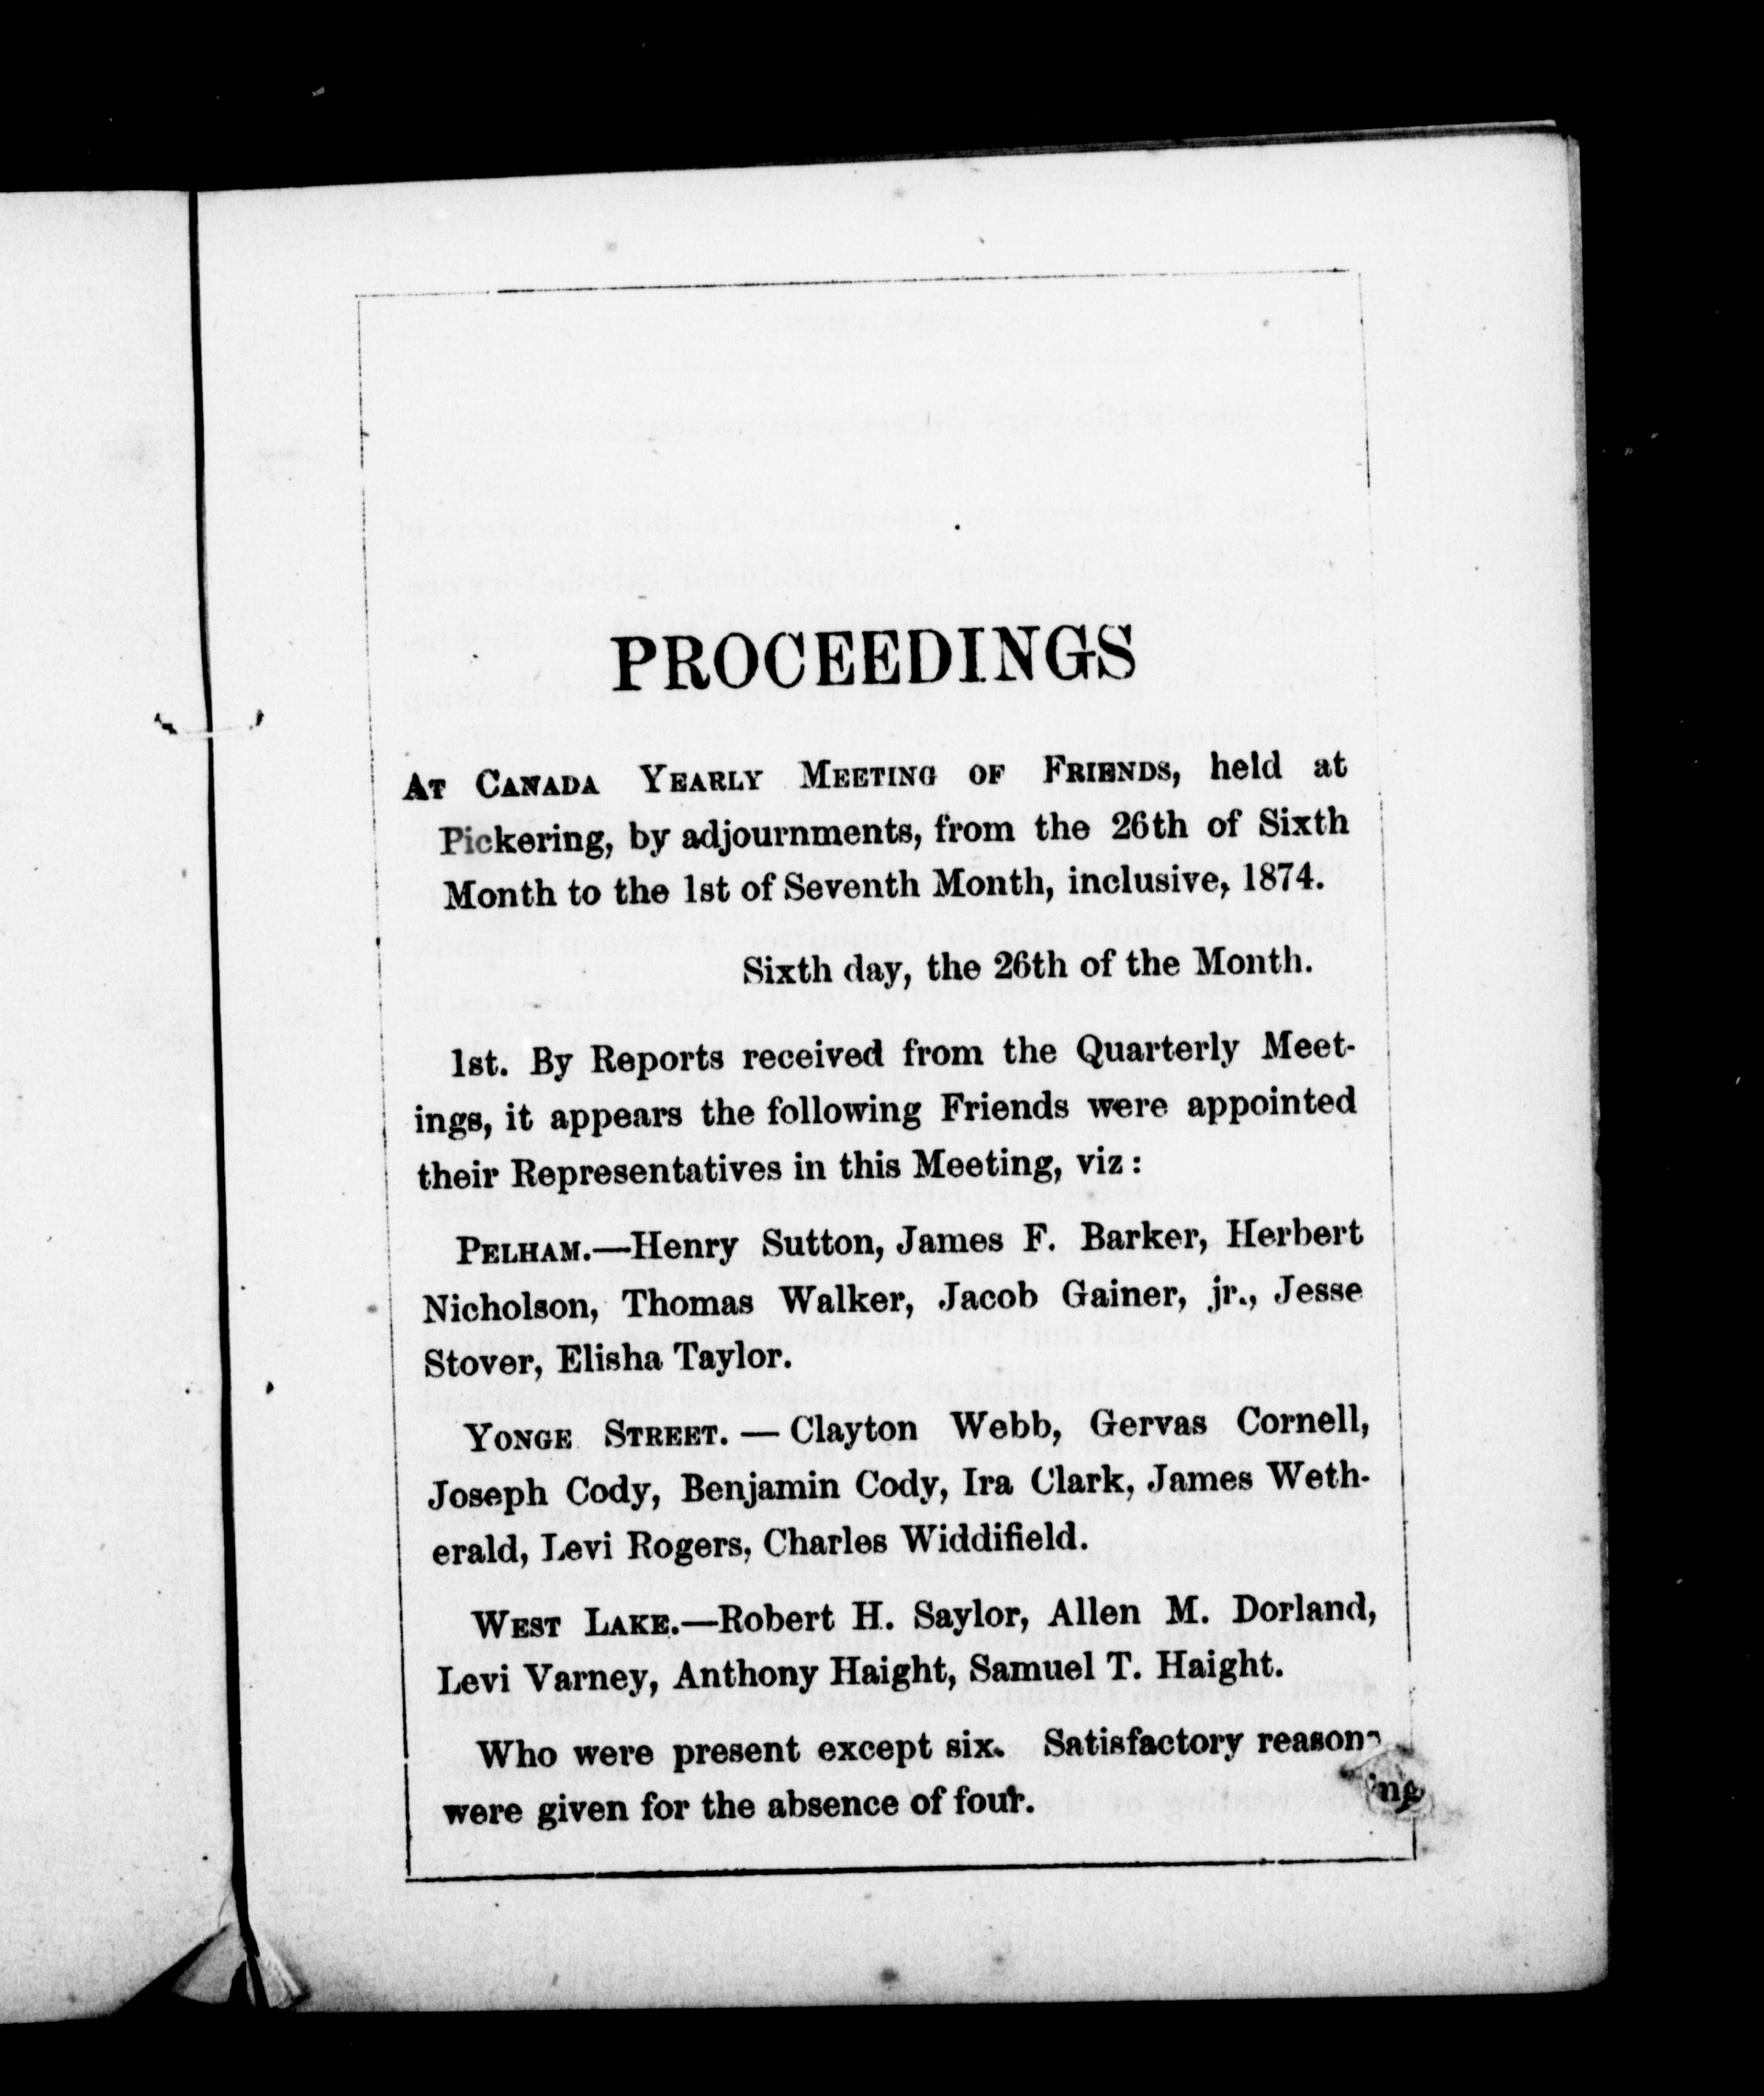 PROCEEDINGS
AT CANADA YEARLY MEETING OF FRIENDS, held at
Pickering, by adjournments, from the 26th of Sixth
Month to the 1st of Seventh Month, inclusive, 1874.
Sixth day, the 26th of the Month.
1st. By Reports received from the Quarterly Meet-
ings, it appears the following Friends were appointed
their Representatives in this Meeting, viz:
PELHAM.—Henry Sutton, James F. Barker, Herbert
Nicholson, Thomas Walker, Jacob Gainer, jr., Jesse
Stover, Elisha Taylor.
YONGE STREET. — Clayton Webb, Gervas Cornell,
Joseph Cody, Benjamin Cody, Ira Clark, James Weth-
erald, Levi Rogers, Charles Widdifield.
WEST LAKE.—Robert H. Saylor, Allen M. Dorland,
Levi Varney, Anthony Haight, Samuel T. Haight.
Who were present except six. Satisfactory reasons
were given for the absence of four.